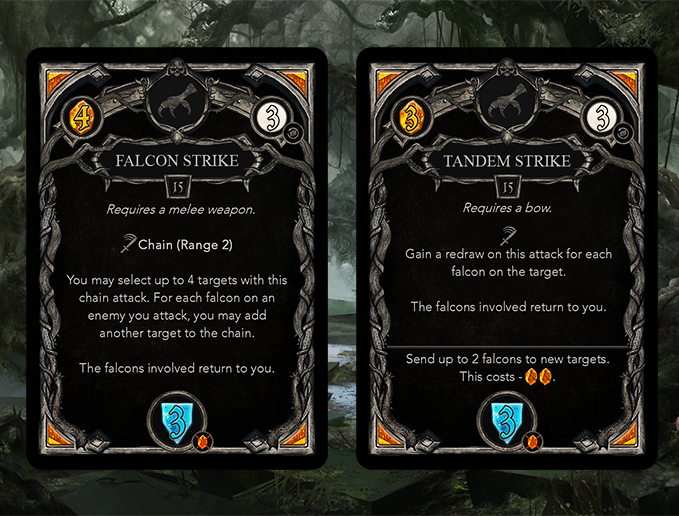 4
3
FALCON STRIKE
15
Requires a melee weapon.
Chain (Range 2)
You may select up to 4 targets with this
chain attack. For each falcon on an
enemy you attack, you may add
another target to the chain.
The falcons involved return to you.
3
3
3
TANDEM STRIKE
15
Requires a bow.
Gain a redraw on this attack for each
falcon on the target.
The falcons involved return to you.
Send up to 2 falcons to new targets.
This costs - .
3